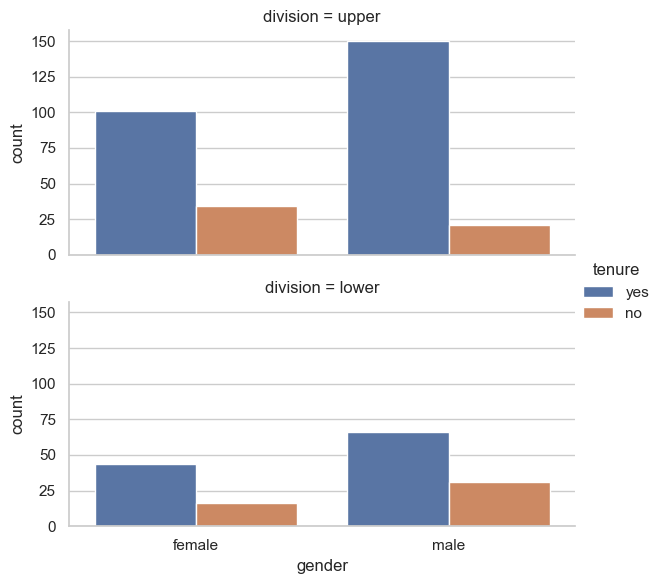 division = upper
150
125
100
75
50
25
0
count
division = lower
150
125
100
75
50
25
0
count
female
male
gender
tenure
yes
no